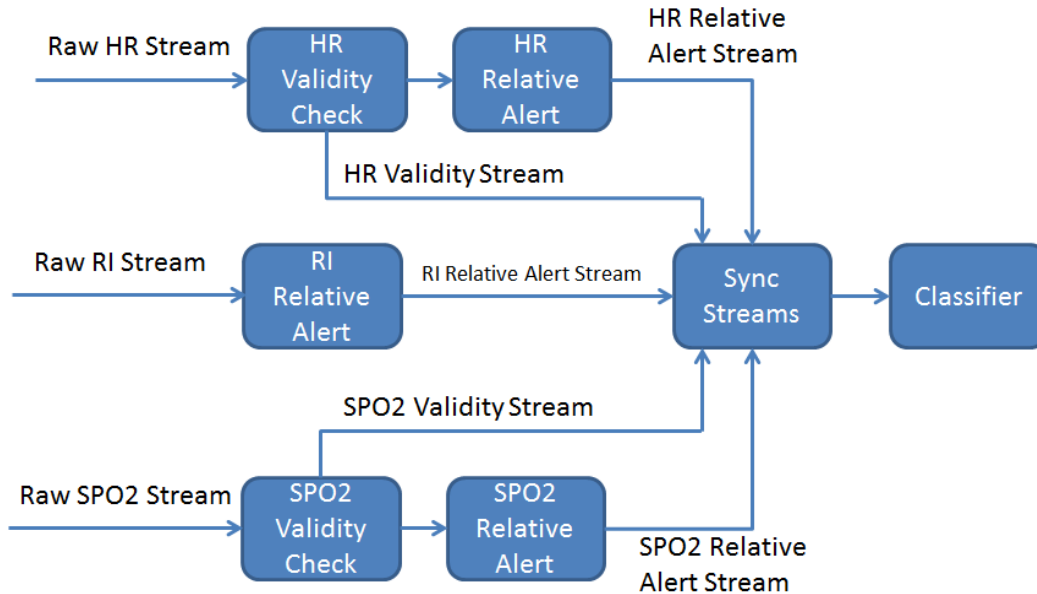 Raw HR Stream
HR
Validity
Check
HR
Relative
Alert
HR Relative
Alert Stream
HR Validity Stream
Raw RI Stream
RI
Relative
Alert
RI Relative Alert Stream
Sync
Streams
Classifier
SPO2 Validity Stream
Raw SPO2 Stream
SPO2
Validity
Check
SPO2
Relative
Alert
SPO2 Relative
Alert Stream